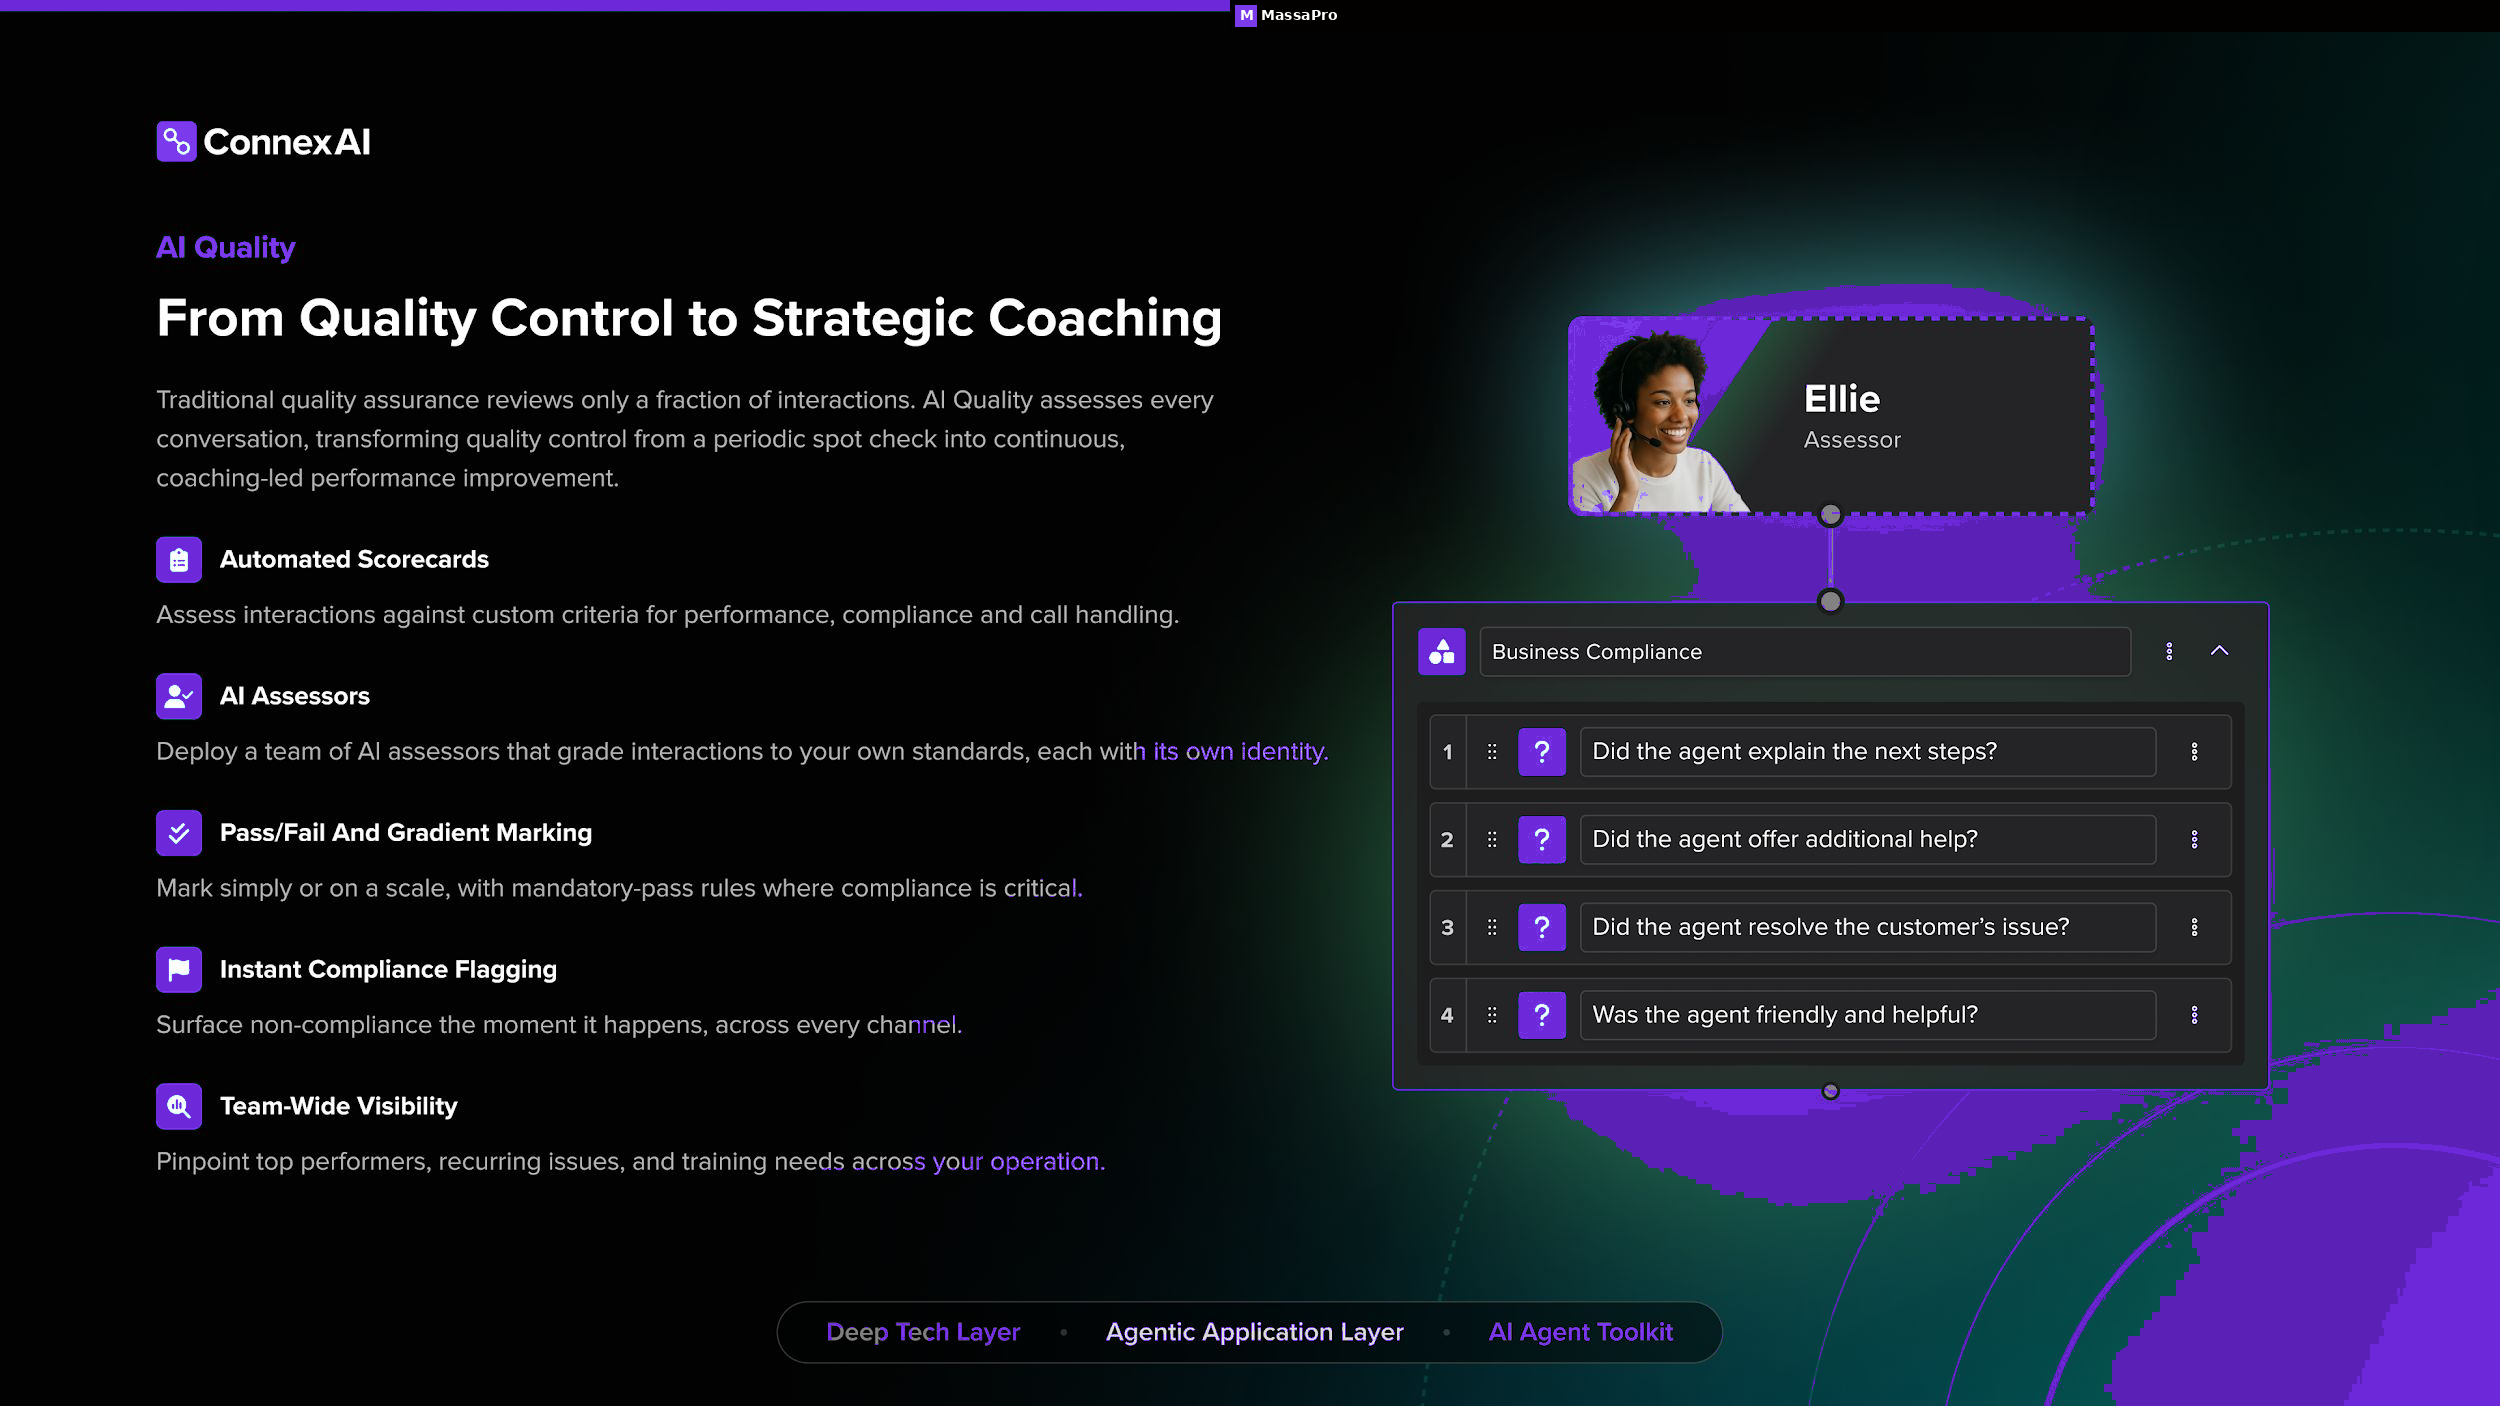 M MassaPro
ConnexAI
AI Quality
From Quality Control to Strategic Coaching
Traditional quality assurance reviews only a fraction of interactions. AI Quality assesses every
conversation, transforming quality control from a periodic spot check into continuous,
coaching-led performance improvement.
Automated Scorecards
Assess interactions against custom criteria for performance, compliance and call handling.
AI Assessors
Deploy a team of AI assessors that grade interactions to your own standards, each with its own identity.
Pass/Fail And Gradient Marking
Mark simply or on a scale, with mandatory-pass rules where compliance is critical.
Instant Compliance Flagging
Surface non-compliance the moment it happens, across every channel.
Team-Wide Visibility
Pinpoint top performers, recurring issues, and training needs across your operation.
Ellie
Assessor
Business Compliance
1 ? Did the agent explain the next steps?
2 ? Did the agent offer additional help?
3 ? Did the agent resolve the customer’s issue?
4 ? Was the agent friendly and helpful?
Deep Tech Layer • Agentic Application Layer • AI Agent Toolkit